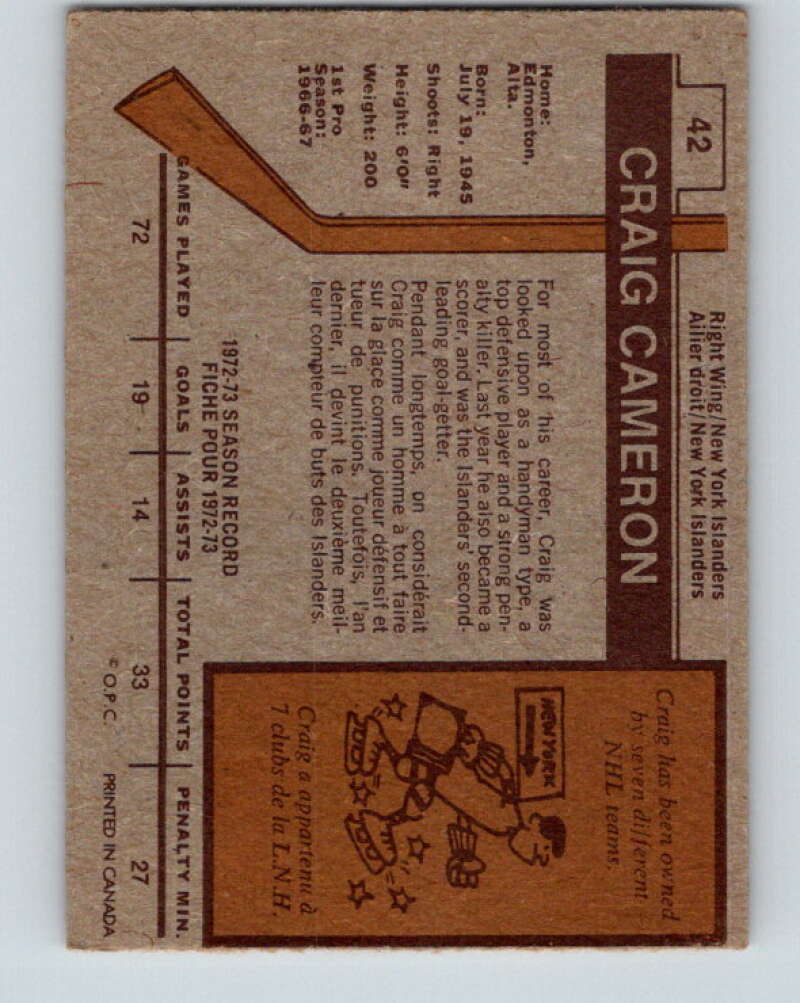 42
Right Wing/New York Islanders
Ailier droit/New York Islanders
CRAIG CAMERON
Home:
Edmonton,
Alta.
Born:
July 19, 1945
Shoots: Right
Height: 6'0"
Weight: 200
1st Pro
Season:
1966-67
For most of his career, Craig was
looked upon as a handyman type, a
top defensive player and a strong pen-
alty killer. Last year he also became a
scorer, and was the Islanders' second-
leading goal-getter.
Pendant longtemps, on considérait
Craig comme un homme à tout faire
sur la glace comme joueur défensif et
tueur de punitions. Toutefois, l'an
dernier, il devint le deuxième meil-
leur compteur de buts des Islanders.
Craig has been owned
by seven different
NHL teams.
NEW YORK
Craig a appartenu à
7 clubs de la L.N.H.
1972-73 SEASON RECORD
FICHE POUR 1972-73
GAMES PLAYED GOALS ASSISTS TOTAL POINTS PENALTY MIN.
72 19 14 33 27
© O.P.C. PRINTED IN CANADA